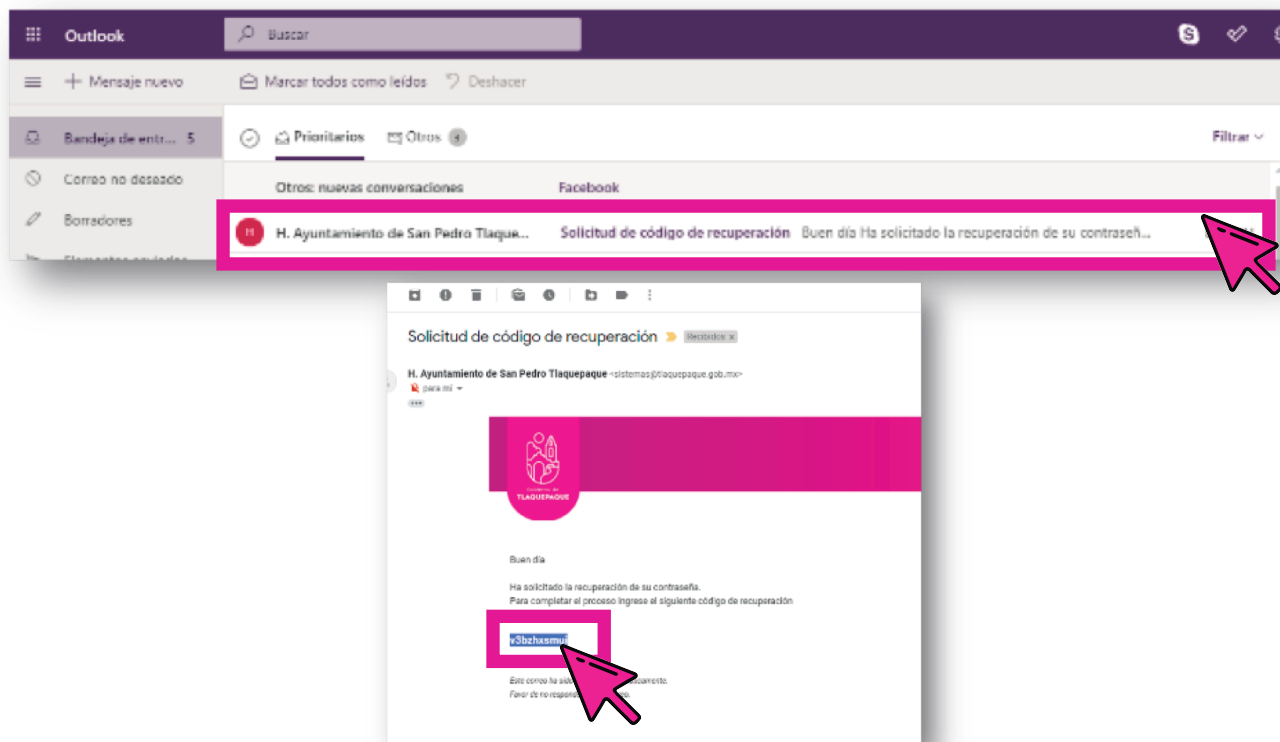 Outlook
Buscar
Mensaje nuevo
Marcar todos como leídos
Deshacer
Bandeja de entr... 5
Prioritarios
Otros
Filtrar
Correo no deseado
Otros: nuevas conversaciones
Facebook
Borradores
H
H. Ayuntamiento de San Pedro Tlaque...
Solicitud de código de recuperación
Buen día Ha solicitado la recuperación de su contraseñ...
Solicitud de código de recuperación
Recibidos x
H. Ayuntamiento de San Pedro Tlaquepaque <sistemas@tlaquepaque.gob.mx>
para mí
Gobierno de
TLAQUEPAQUE
Buen día
Ha solicitado la recuperación de su contraseña.
Para completar el proceso ingrese el siguiente código de recuperación
v3bzhxsmui
Este correo ha sido
Favor de no